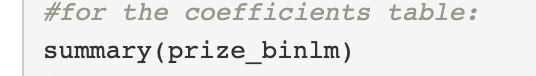 #for the coefficients table:
summary(prize_binlm)